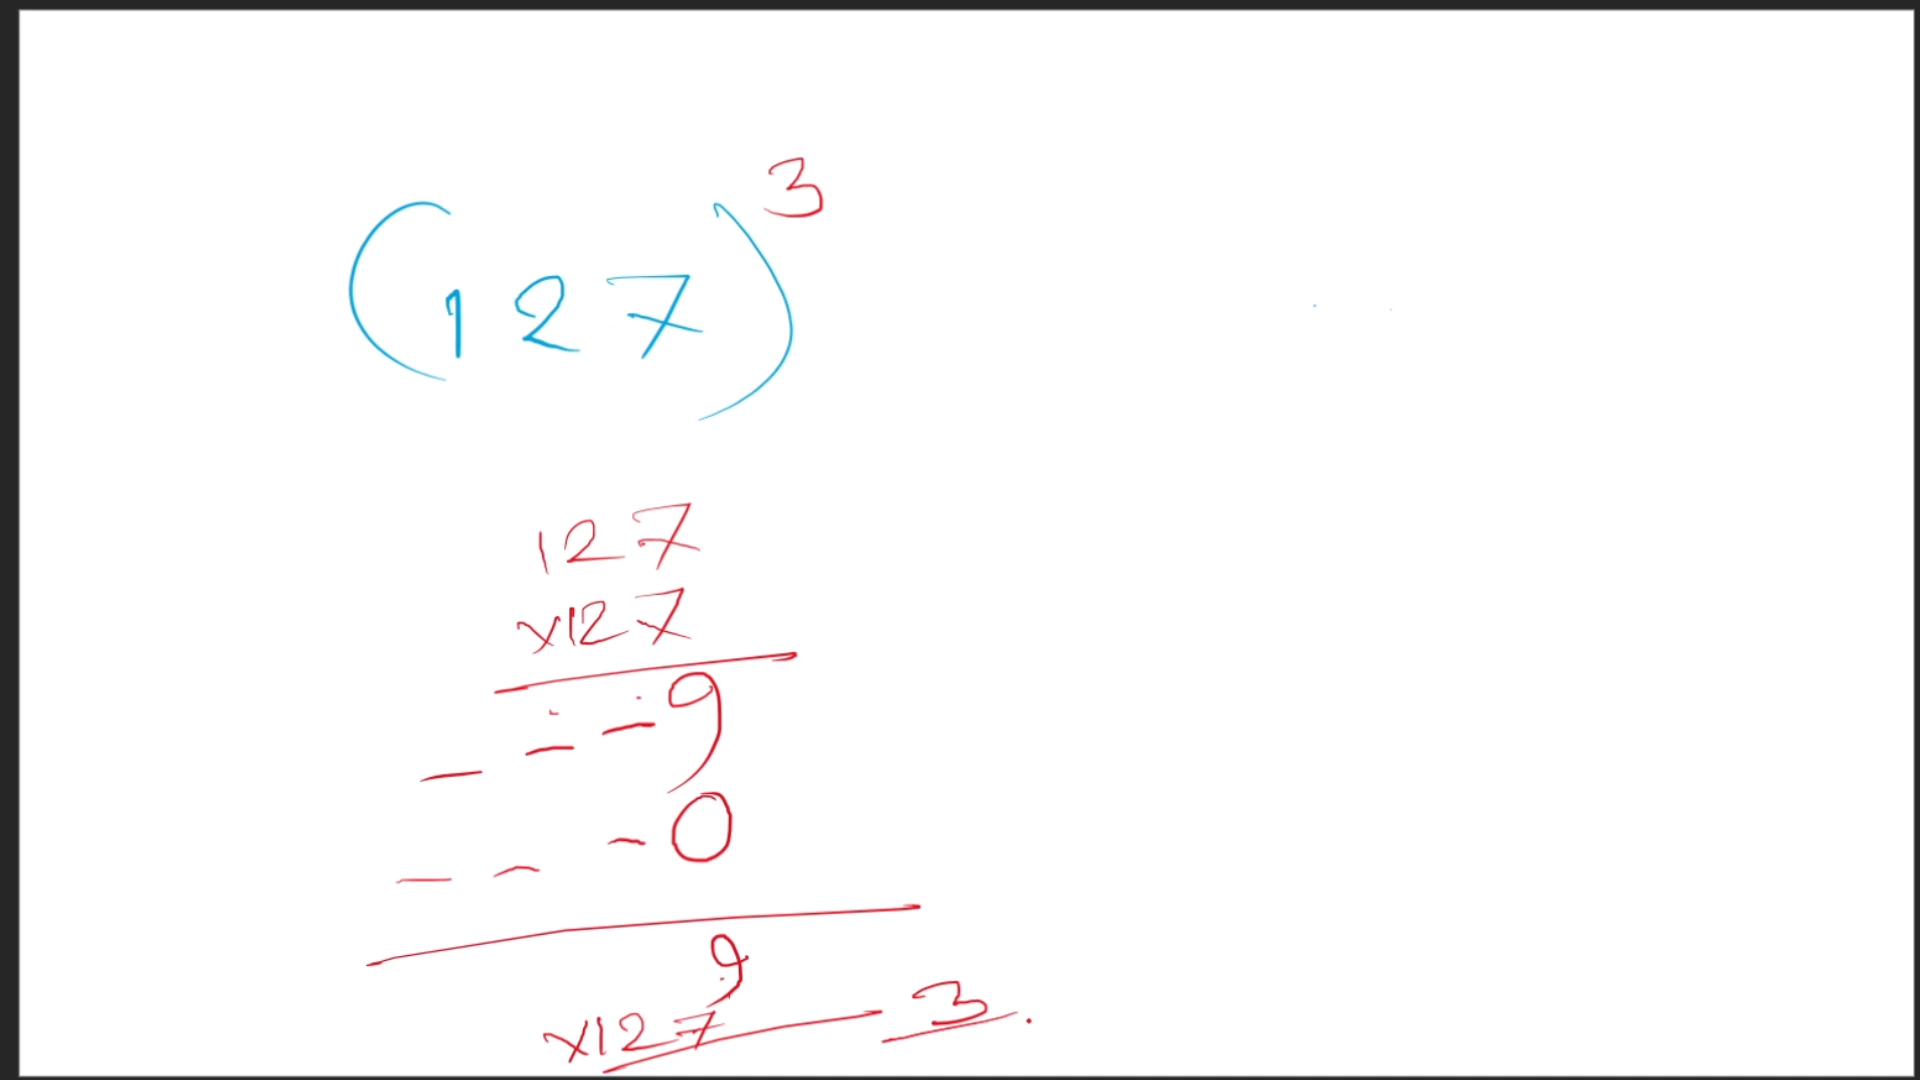 (127)³
127
x127
- - - 9
- - - 0
9
x127
3.